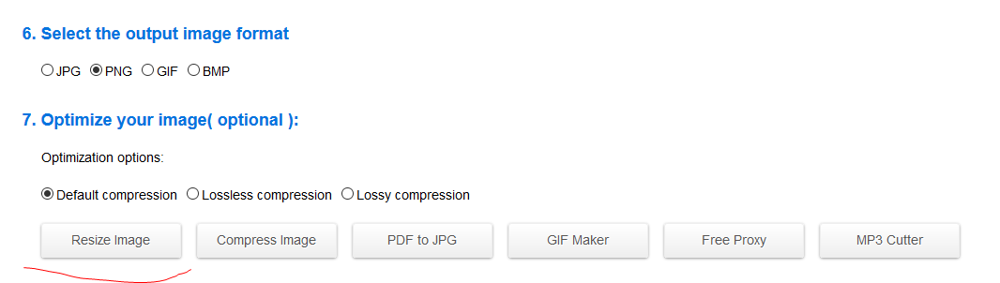 6. Select the output image format
JPG PNG GIF BMP
7. Optimize your image( optional ):
Optimization options:
Default compression Lossless compression Lossy compression
Resize Image Compress Image PDF to JPG GIF Maker Free Proxy MP3 Cutter